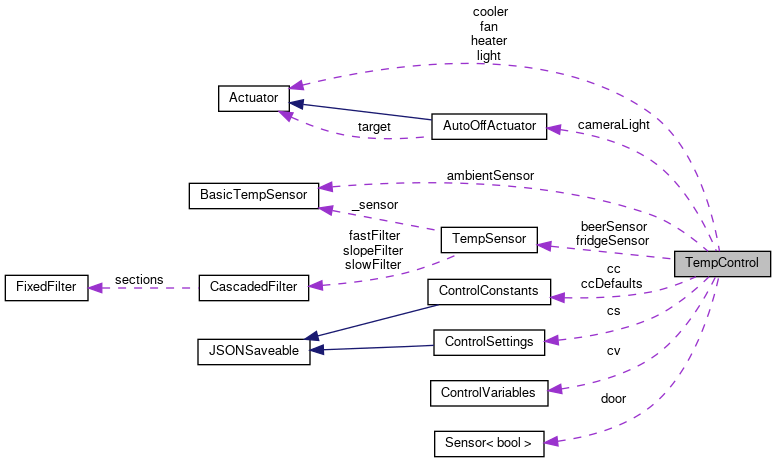 cooler
fan
heater
light
Actuator
AutoOffActuator
cameraLight
target
ambientSensor
BasicTempSensor
_sensor
beerSensor
fridgeSensor
fastFilter
slopeFilter
slowFilter
TempSensor
TempControl
sections
FixedFilter
CascadedFilter
cc
ccDefaults
ControlConstants
cs
JSONSaveable
ControlSettings
cv
ControlVariables
door
Sensor< bool >